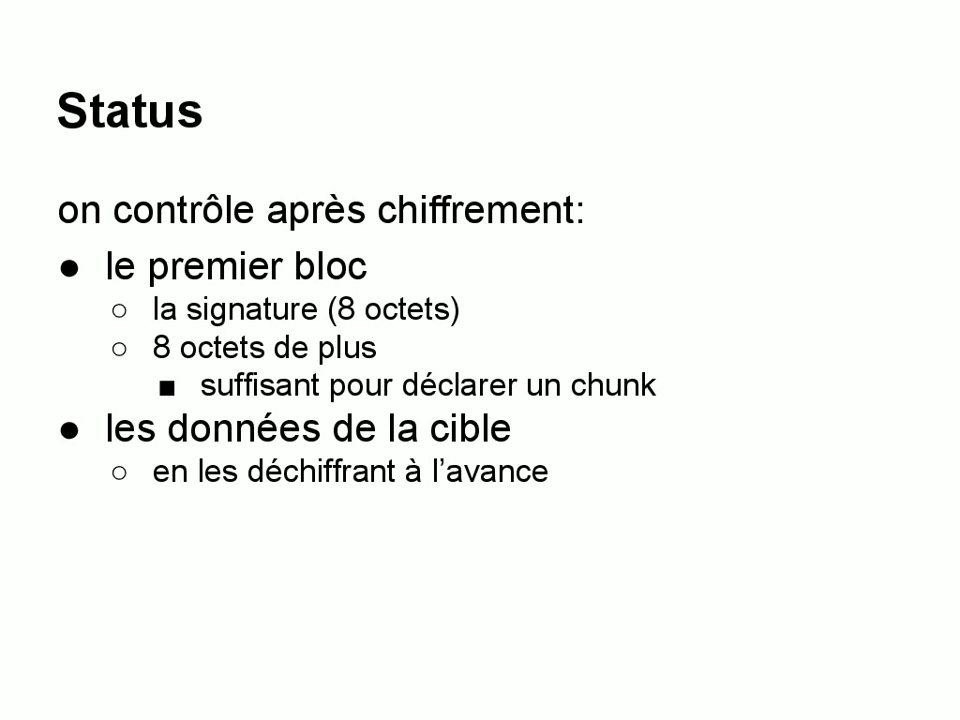 Status
on contrôle après chiffrement:
● le premier bloc
○ la signature (8 octets)
○ 8 octets de plus
■ suffisant pour déclarer un chunk
● les données de la cible
○ en les déchiffrant à l’avance